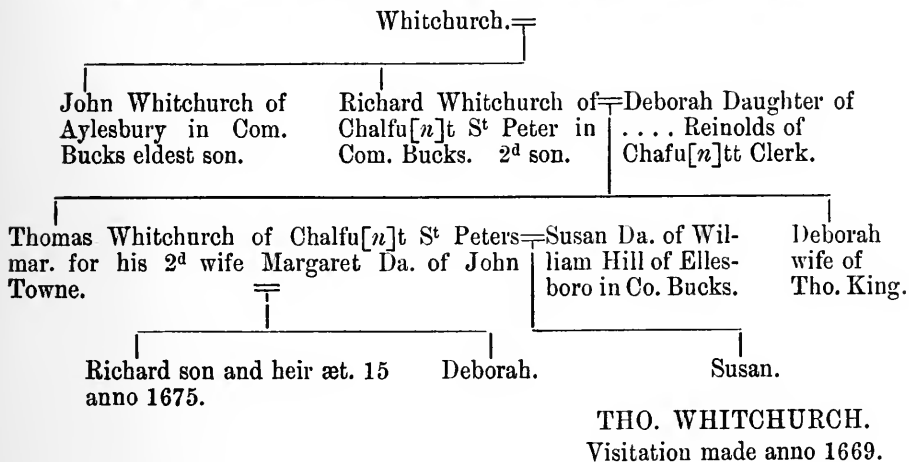 Whitchurch.
John Whitchurch of
Aylesbury in Com.
Bucks eldest son.
Richard Whitchurch of
Chalfu[n]t St Peter in
Com. Bucks. 2d son.
Deborah Daughter of
.... Reinolds of
Chafu[n]tt Clerk.
Thomas Whitchurch of Chalfu[n]t St Peters
mar. for his 2d wife Margaret Da. of John
Towne.
Susan Da. of Wil-
liam Hill of Elles-
boro in Co. Bucks.
Deborah
wife of
Tho. King.
Richard son and heir æt. 15
anno 1675.
Deborah.
Susan.
THO. WHITCHURCH.
Visitation made anno 1669.